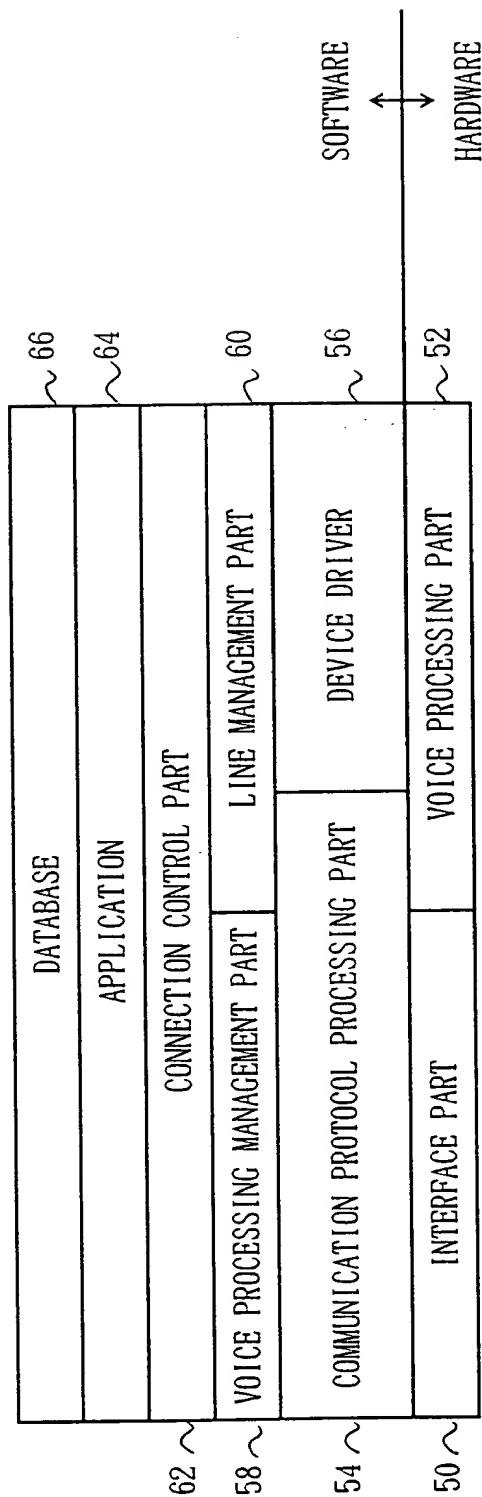 66
DATABASE
64
APPLICATION
62
CONNECTION CONTROL PART
58
VOICE PROCESSING MANAGEMENT PART
LINE MANAGEMENT PART
60
54
COMMUNICATION PROTOCOL PROCESSING PART
DEVICE DRIVER
56
SOFTWARE
50
INTERFACE PART
VOICE PROCESSING PART
52
HARDWARE